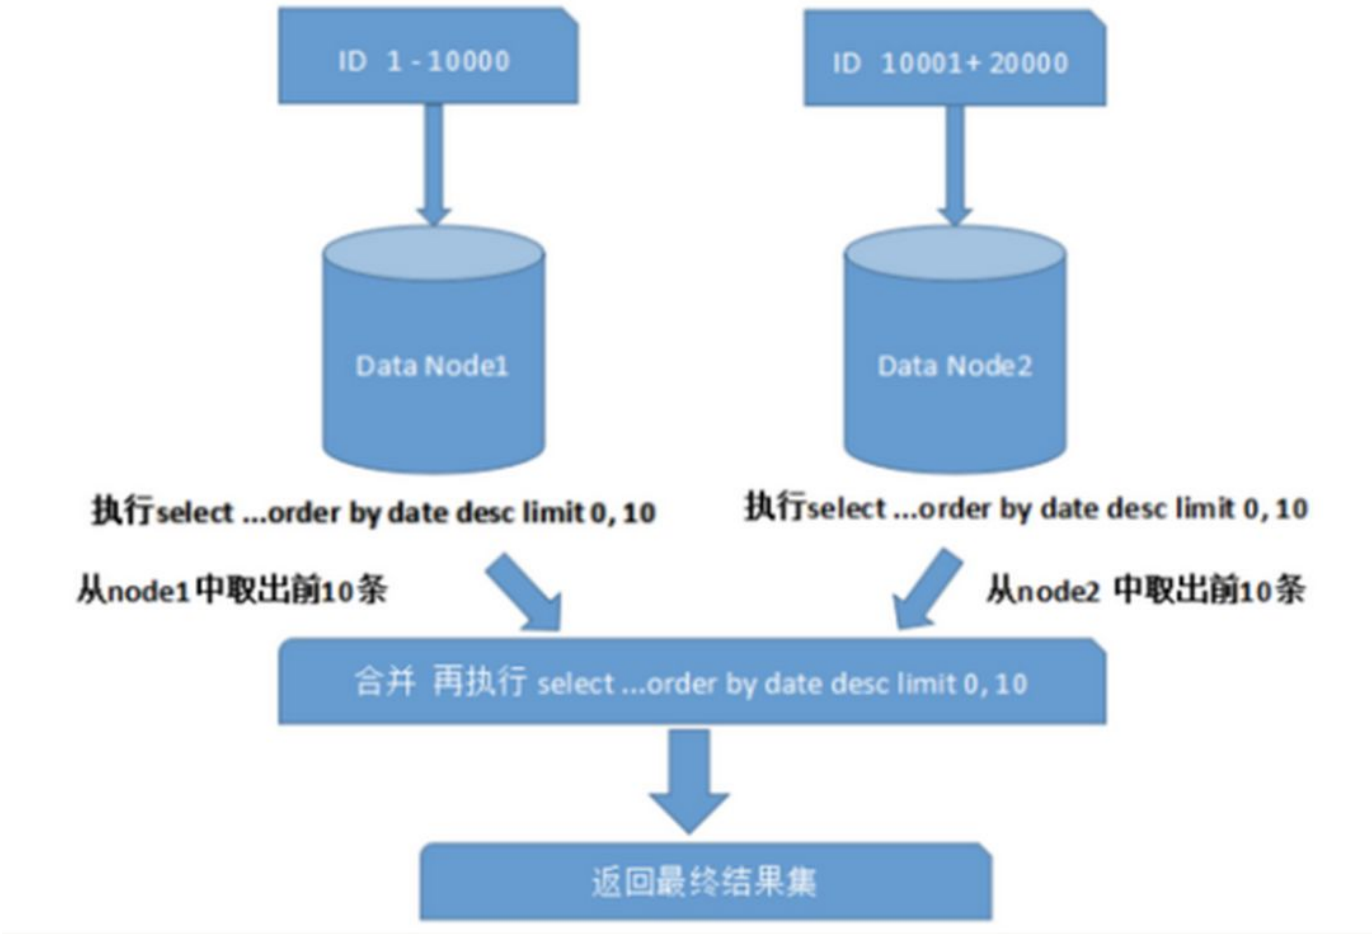 ID 1 - 10000
ID 10001+ 20000
Data Node1
Data Node2
执行select ...order by date desc limit 0, 10
执行select ...order by date desc limit 0, 10
从node1中取出前10条
从node2 中取出前10条
合并 再执行 select ...order by date desc limit 0, 10
返回最终结果集